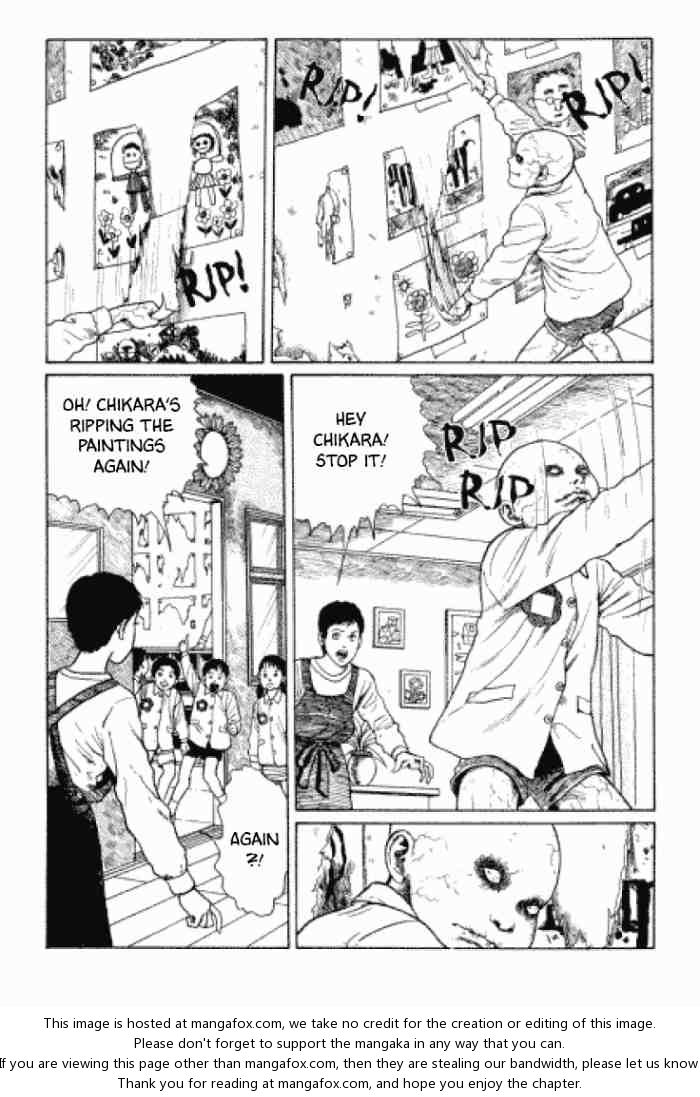 RIP!
RIP!
RIP!
OH! CHIKARA'S
RIPPING THE
PAINTINGS
AGAIN!
AGAIN
?!
HEY
CHIKARA!
STOP IT!
RIP
RIP
This image is hosted at mangafox.com, we take no credit for the creation or editing of this image.
Please don't forget to support the mangaka in any way that you can.
If you are viewing this page other than mangafox.com, then they are stealing our bandwidth, please let us know
Thank you for reading at mangafox.com, and hope you enjoy the chapter.